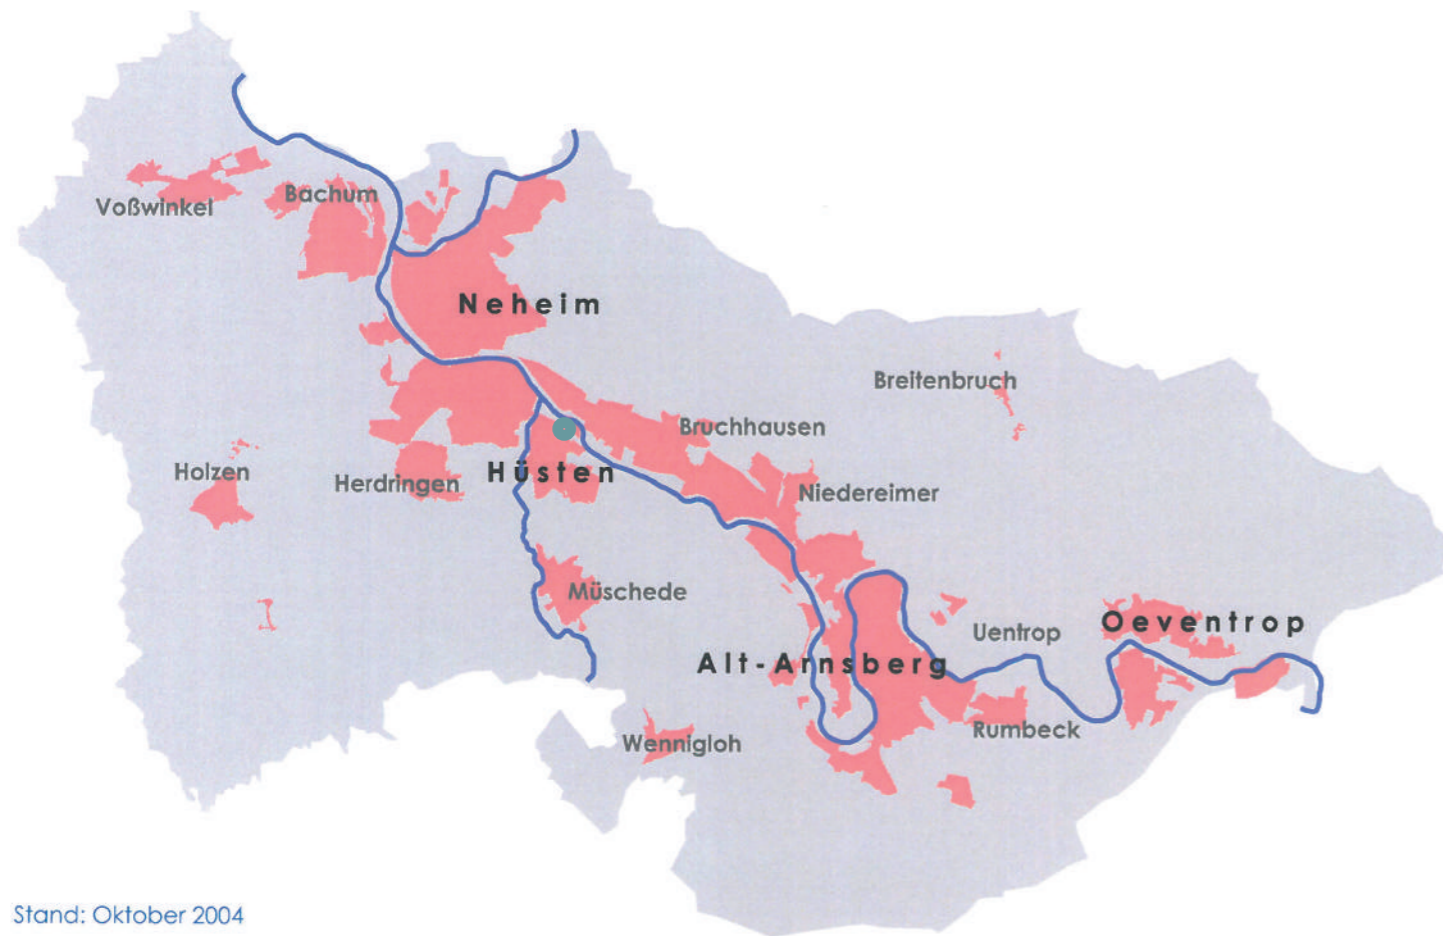 Voßwinkel
Bachum
Neheim
Breitenbruch
Bruchhausen
Holzen
Herdringen
Hüsten
Niedereimer
Müschede
Uentrop
Oeventrop
Alt-Arnsberg
Wennigloh
Rumbeck
Stand: Oktober 2004